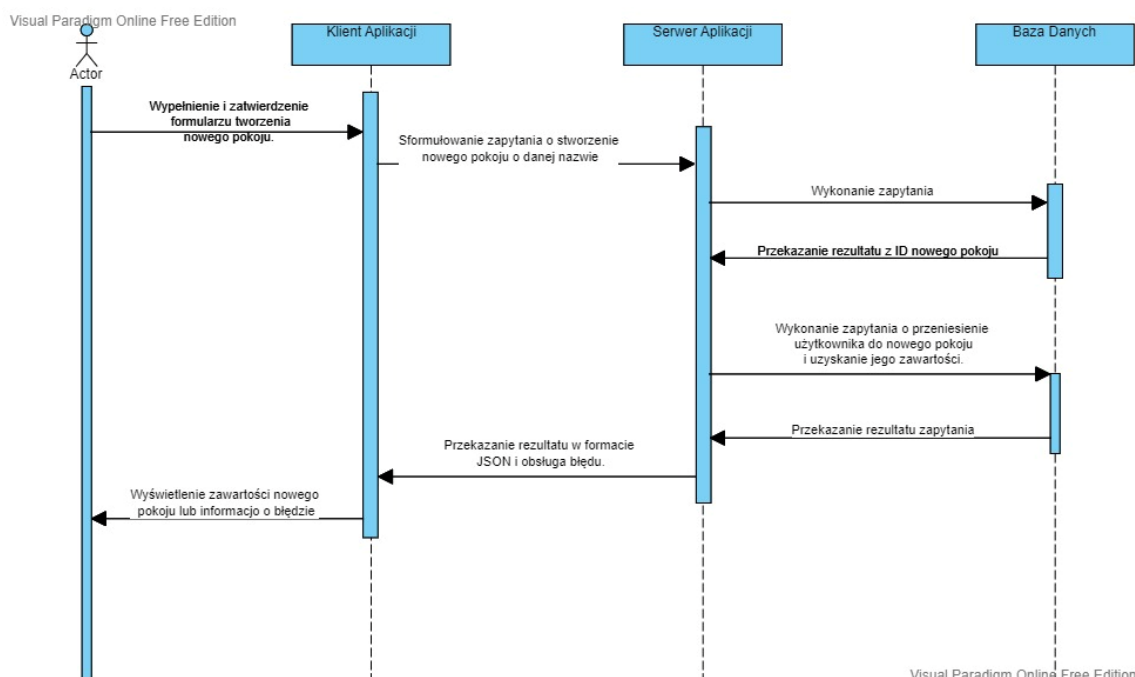 Visual Paradigm Online Free Edition
Actor
Klient Aplikacji
Serwer Aplikacji
Baza Danych
Wypełnienie i zatwierdzenie
formularzu tworzenia
nowego pokoju.
Sformułowanie zapytania o stworzenie
nowego pokoju o danej nazwie
Wykonanie zapytania
Przekazanie rezultatu z ID nowego pokoju
Wykonanie zapytania o przeniesienie
użytkownika do nowego pokoju
i uzyskanie jego zawartości.
Przekazanie rezultatu zapytania
Przekazanie rezultatu w formacie
JSON i obsługa błędu.
Wyświetlenie zawartości nowego
pokoju lub informacjo o błędzie
Visual Paradigm Online Free Edition